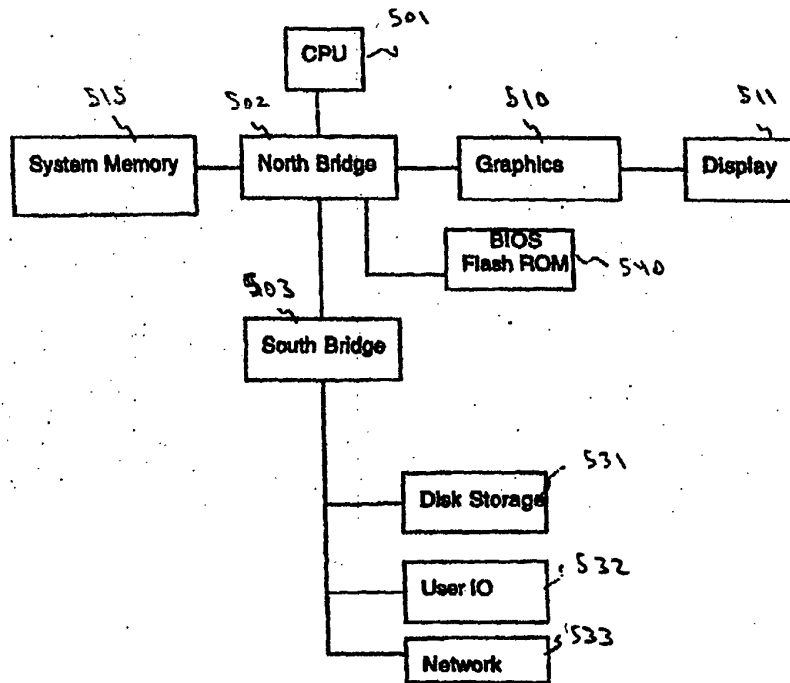 501
CPU
515
502
510
511
System Memory
North Bridge
Graphics
Display
BIOS
Flash ROM
540
503
South Bridge
531
Disk Storage
532
User IO
533
Network